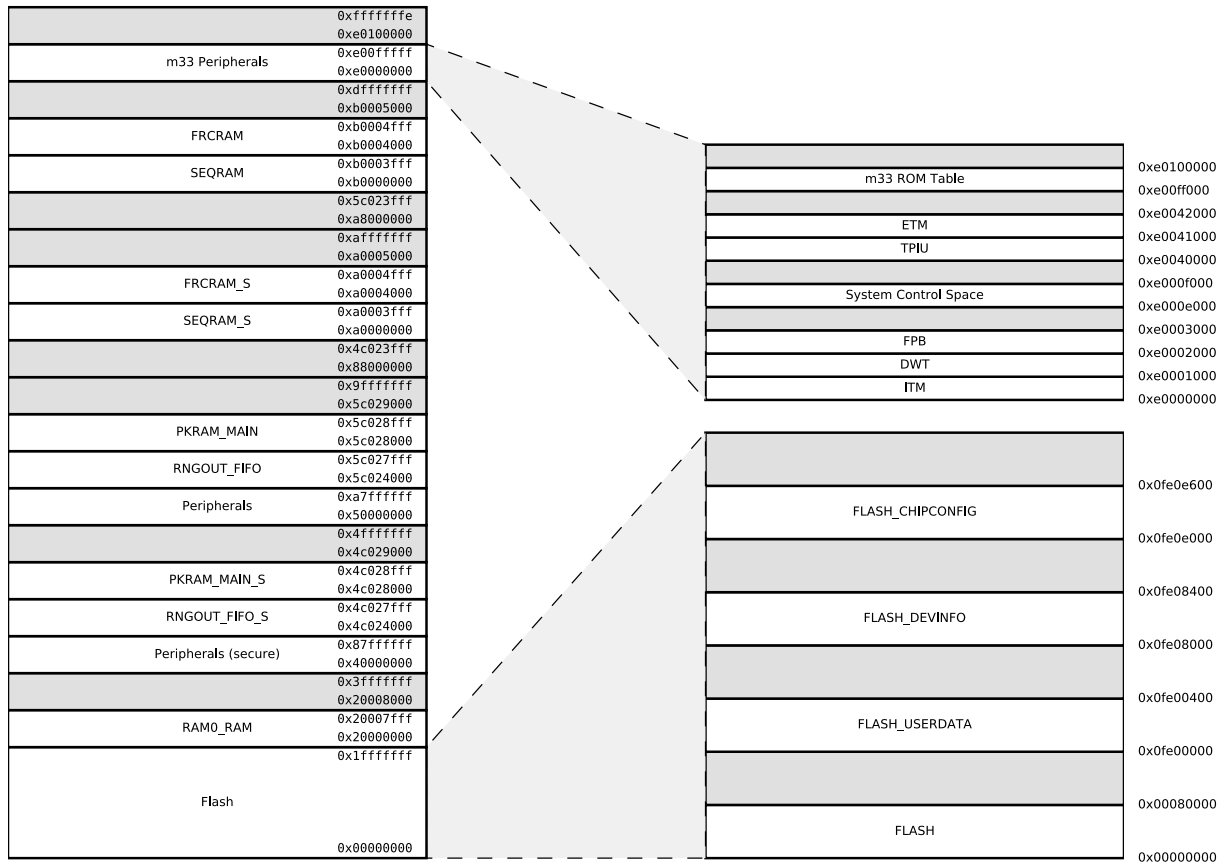 0xfffffffe
0xe0100000
m33 Peripherals
0xe00fffff
0xe0000000
0xdfffffff
0xb0005000
FRCRAM
0xb0004fff
0xb0004000
SEQRAM
0xb0003fff
0xb0000000
0x5c023fff
0xa8000000
0xafffffff
0xa0005000
FRCRAM_S
0xa0004fff
0xa0004000
SEQRAM_S
0xa0003fff
0xa0000000
0x4c023fff
0x88000000
0x9fffffff
0x5c029000
PKRAM_MAIN
0x5c028fff
0x5c028000
RNGOUT_FIFO
0x5c027fff
0x5c024000
Peripherals
0xa7ffffff
0x50000000
0x4fffffff
0x4c029000
PKRAM_MAIN_S
0x4c028fff
0x4c028000
RNGOUT_FIFO_S
0x4c027fff
0x4c024000
Peripherals (secure)
0x87ffffff
0x40000000
0x3fffffff
0x20008000
RAM0_RAM
0x20007fff
0x20000000
0x1fffffff
Flash
0x00000000
0xe0100000
m33 ROM Table
0xe00ff000
0xe0042000
ETM
0xe0041000
TPIU
0xe0040000
0xe000f000
System Control Space
0xe000e000
0xe0003000
FPB
0xe0002000
DWT
0xe0001000
ITM
0xe0000000
0x0fe0e600
FLASH_CHIPCONFIG
0x0fe0e000
0x0fe08400
FLASH_DEVINFO
0x0fe08000
0x0fe00400
FLASH_USERDATA
0x0fe00000
0x00080000
FLASH
0x00000000